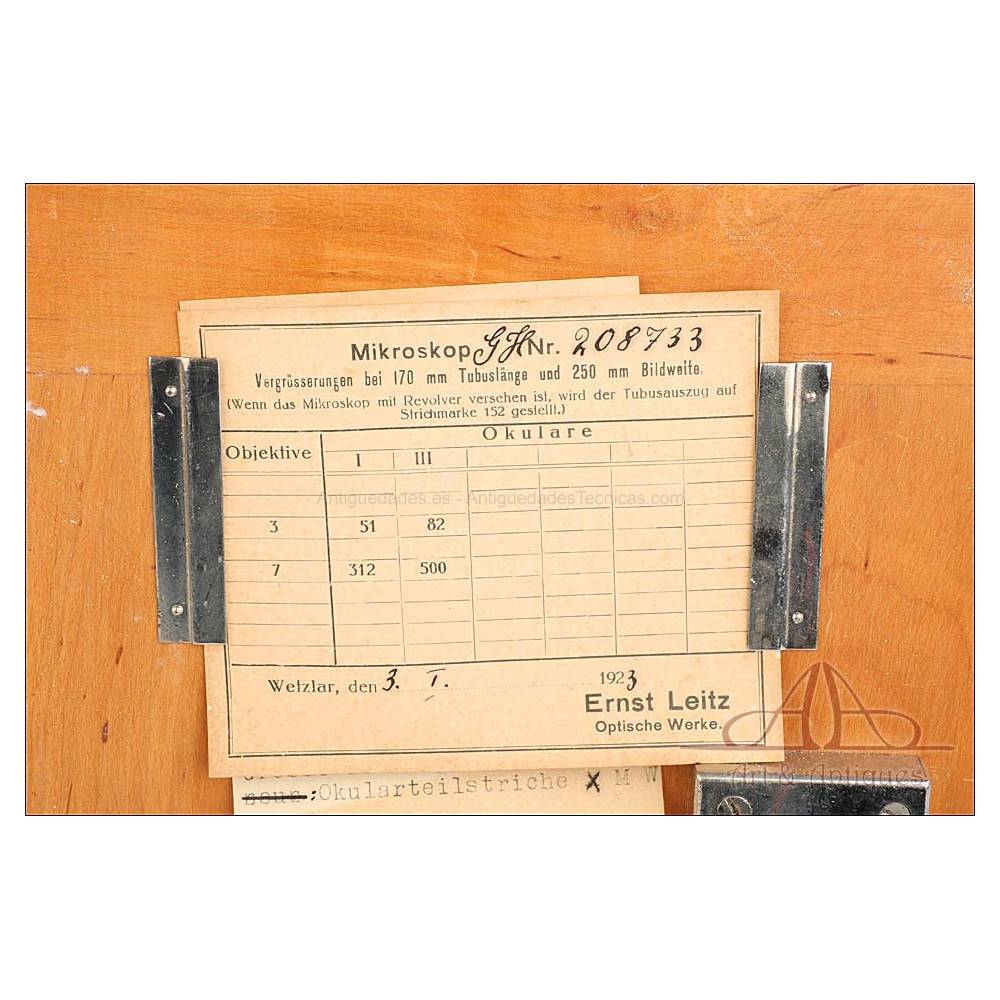 Mikroskop GH Nr. 208733
Vergrösserungen bei 170 mm Tubuslänge und 250 mm Bildweite.
(Wenn das Mikroskop mit Revolver versehen ist, wird der Tubusauszug auf
Strichmarke 152 gestellt.)
Okulare
Objektive
I III
Antiguedades.es - AntiguedadesTecnicas.com
3 51 82
7 312 500
Wetzlar, den 3. I. 1923
Ernst Leitz
Optische Werke.
Art & Antiques
:Okularteilstriche X M W